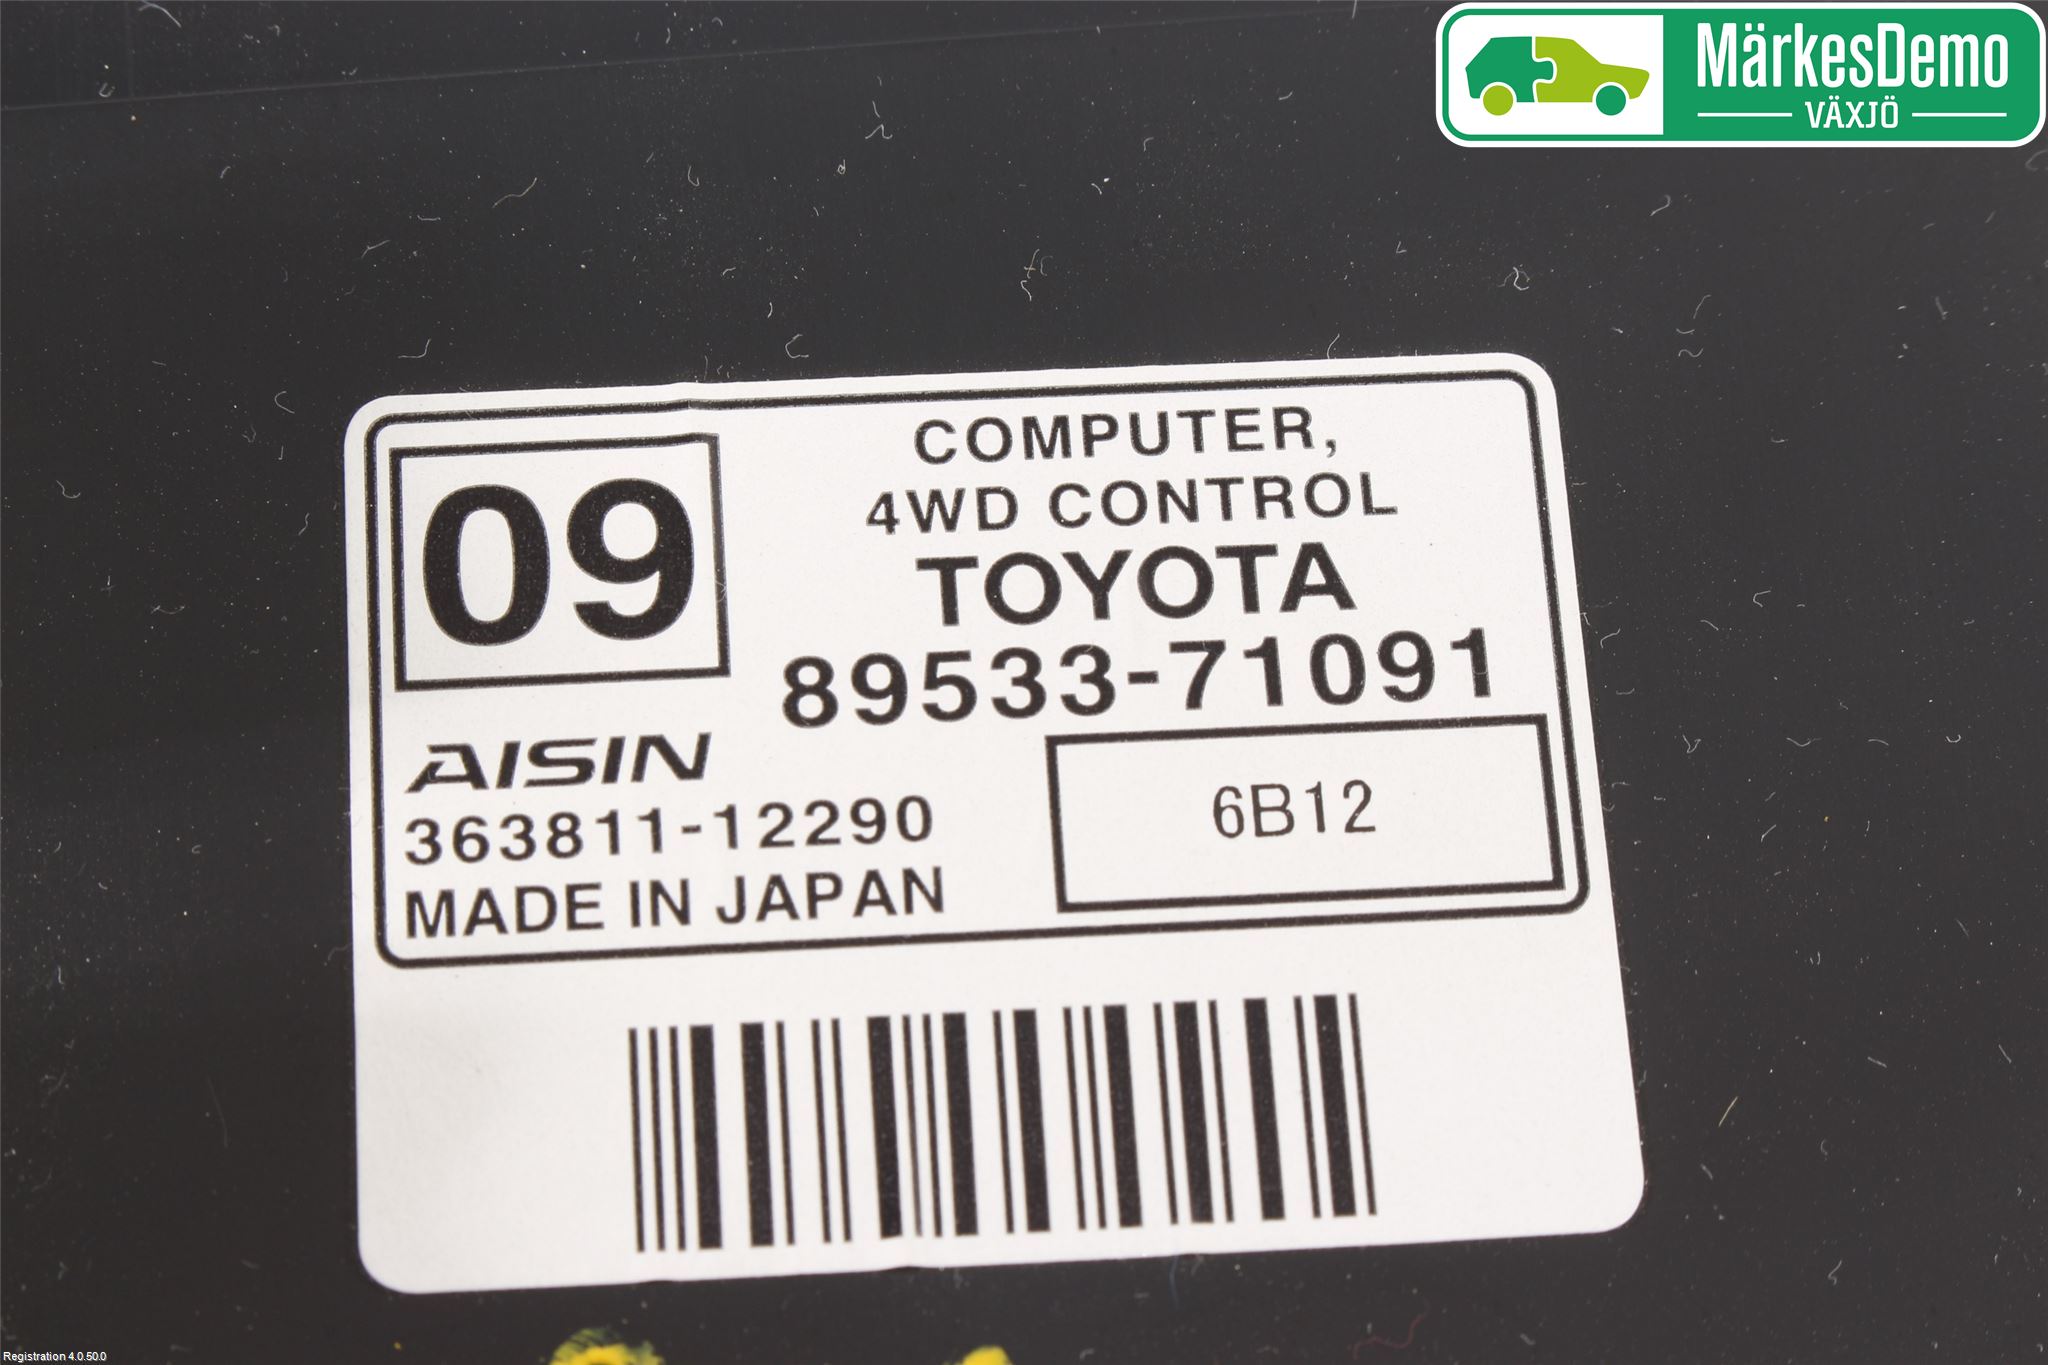 MärkesDemo
VÄXJÖ
09
COMPUTER,
4WD CONTROL
TOYOTA
89533-71091
AISIN
363811-12290
MADE IN JAPAN
6B12
Registration 4.0.50.0